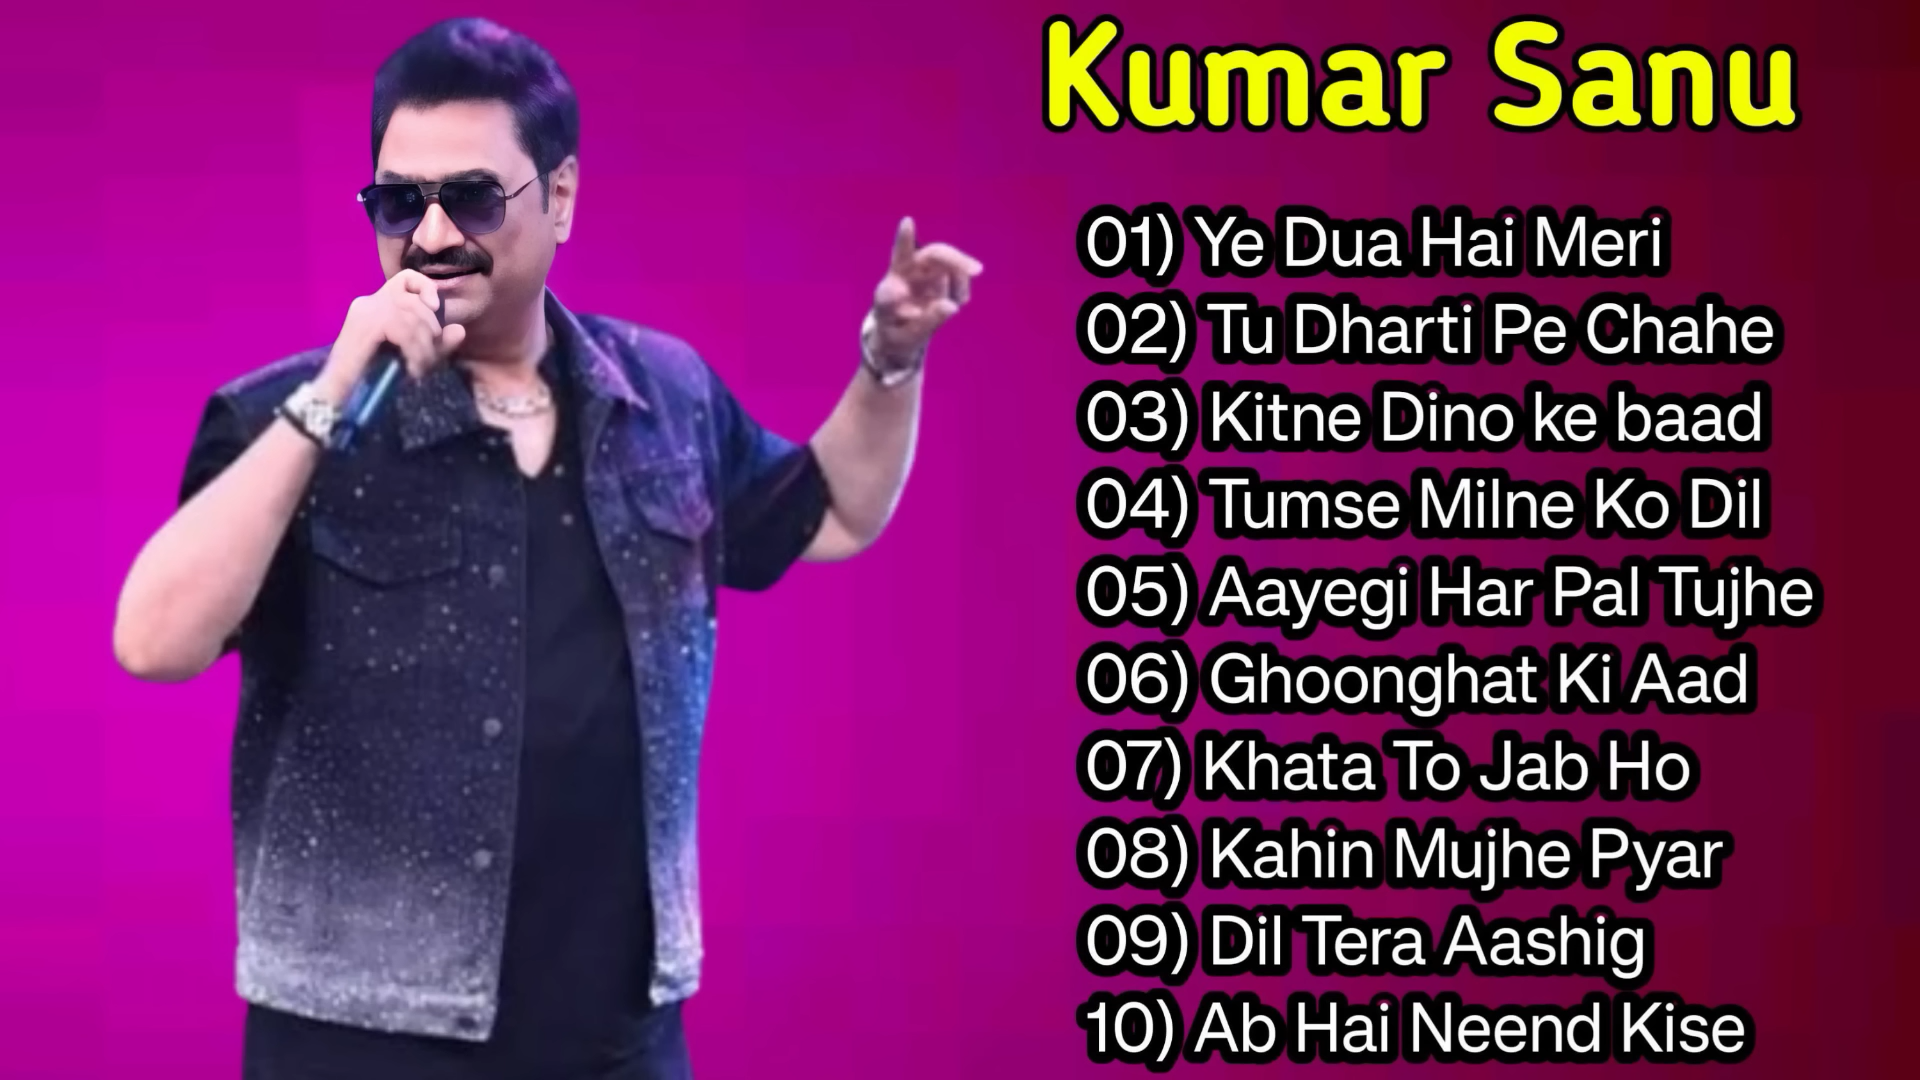 Kumar Sanu
01) Ye Dua Hai Meri
02) Tu Dharti Pe Chahe
03) Kitne Dino ke baad
04) Tumse Milne Ko Dil
05) Aayegi Har Pal Tujhe
06) Ghoonghat Ki Aad
07) Khata To Jab Ho
08) Kahin Mujhe Pyar
09) Dil Tera Aashig
10) Ab Hai Neend Kise